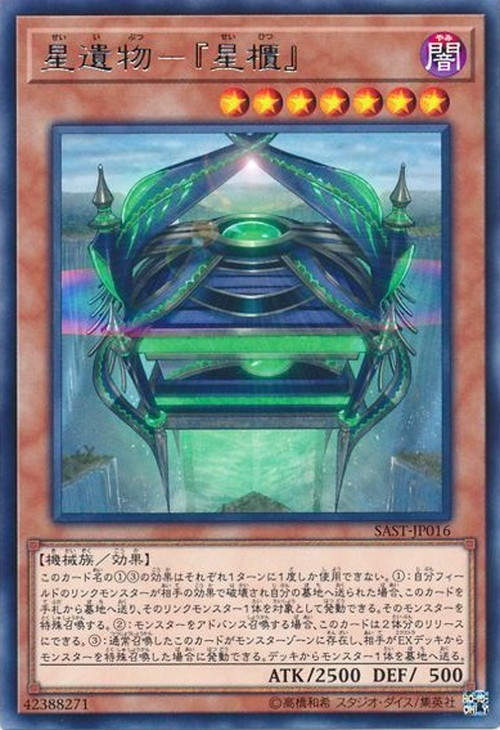 星遺物－『星櫃』
闇
SAST-JP016
【機械族／効果】
このカード名の①③の効果はそれぞれ1ターンに1度しか使用できない。①：自分フィー
ルドのリンクモンスターが相手の効果で破壊され自分の墓地へ送られた場合、このカードを
手札から墓地へ送り、そのリンクモンスター1体を対象として発動できる。そのモンスター
を特殊召喚する。②：モンスターをアドバンス召喚する場合、このカードは2体分のリリース
にできる。③：通常召喚したこのカードがモンスターゾーンに存在し、相手がEXデッキから
モンスターを特殊召喚した場合に発動できる。デッキからモンスター1体を墓地へ送る。
ATK/2500 DEF/ 500
42388271
©高橋和希 スタジオ・ダイス/集英社